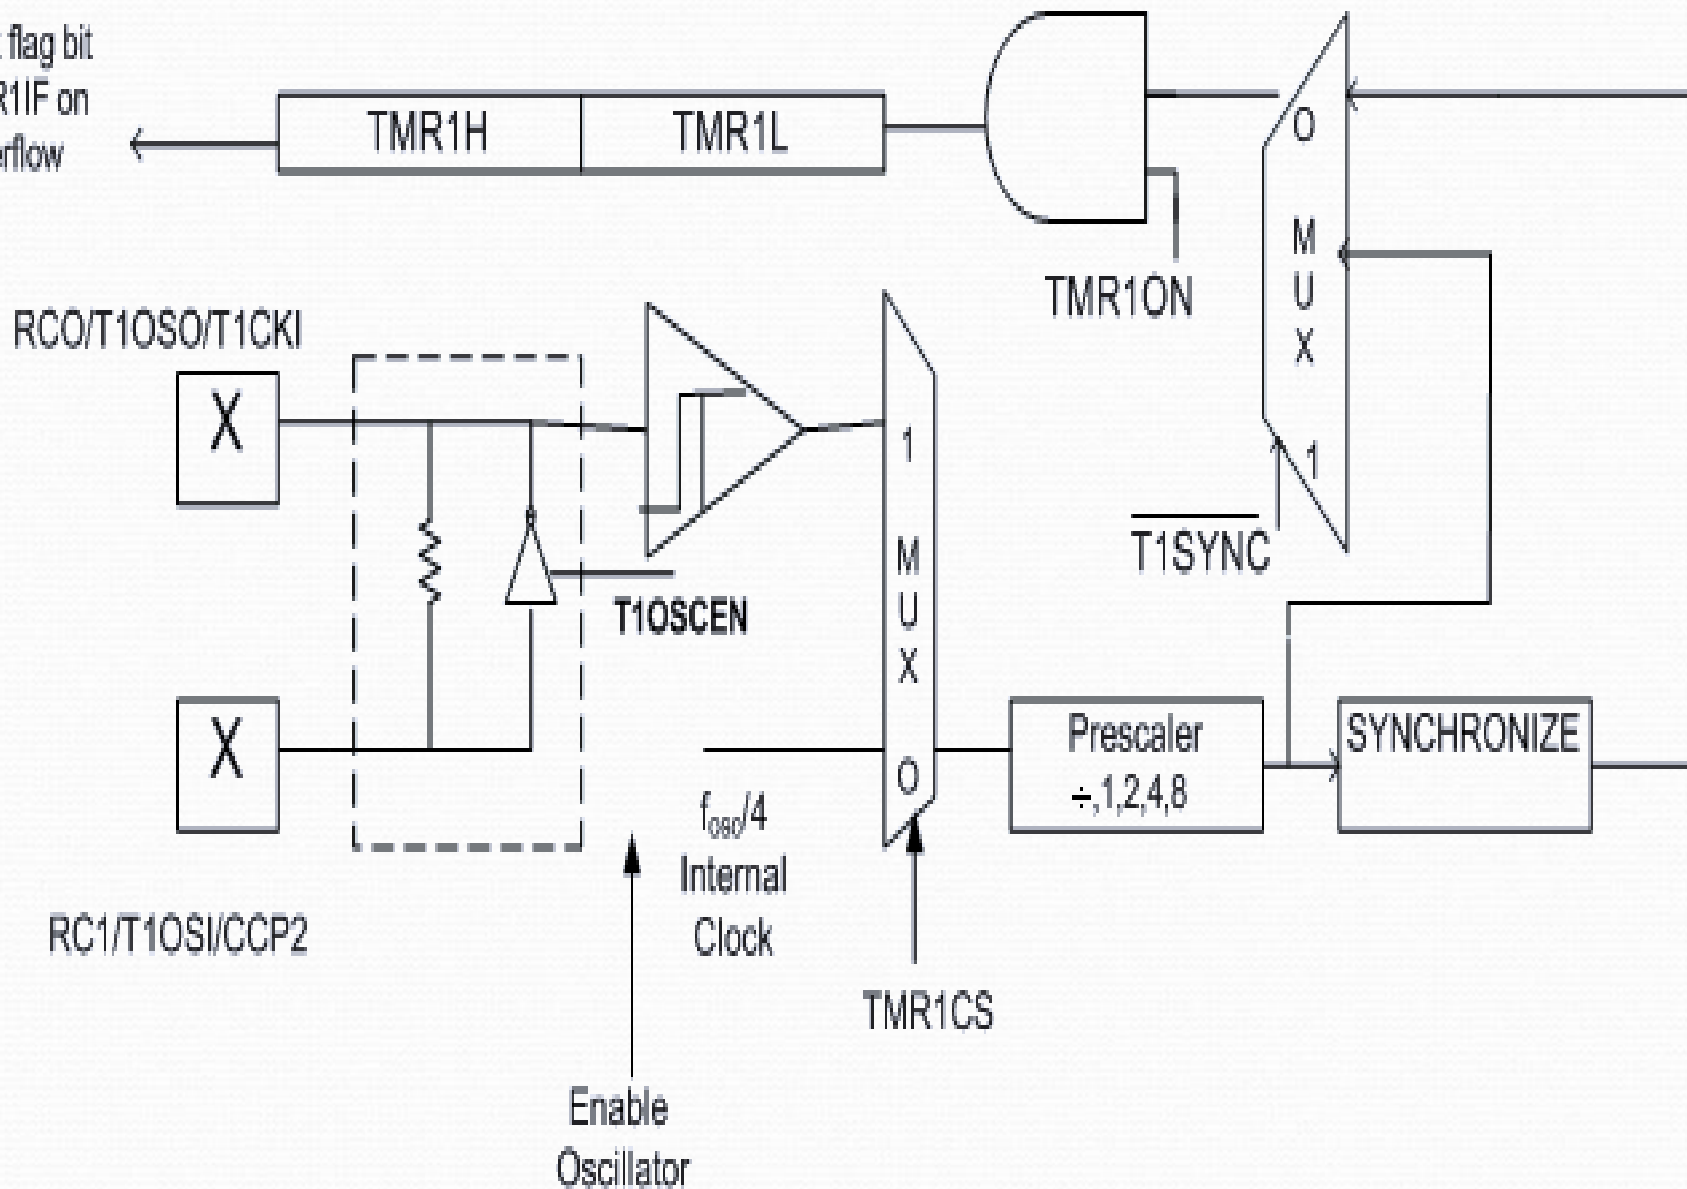 flag bit
R1IF on
erflow
TMR1H
TMR1L
TMR1ON
O
M
U
X
1
T1SYNC
RCO/T1OSO/T1CKI
X
T1OSCEN
1
M
U
X
O
X
RC1/T1OSI/CCP2
fosc/4
Internal
Clock
TMR1CS
Prescaler
÷,1,2,4,8
SYNCHRONIZE
Enable
Oscillator